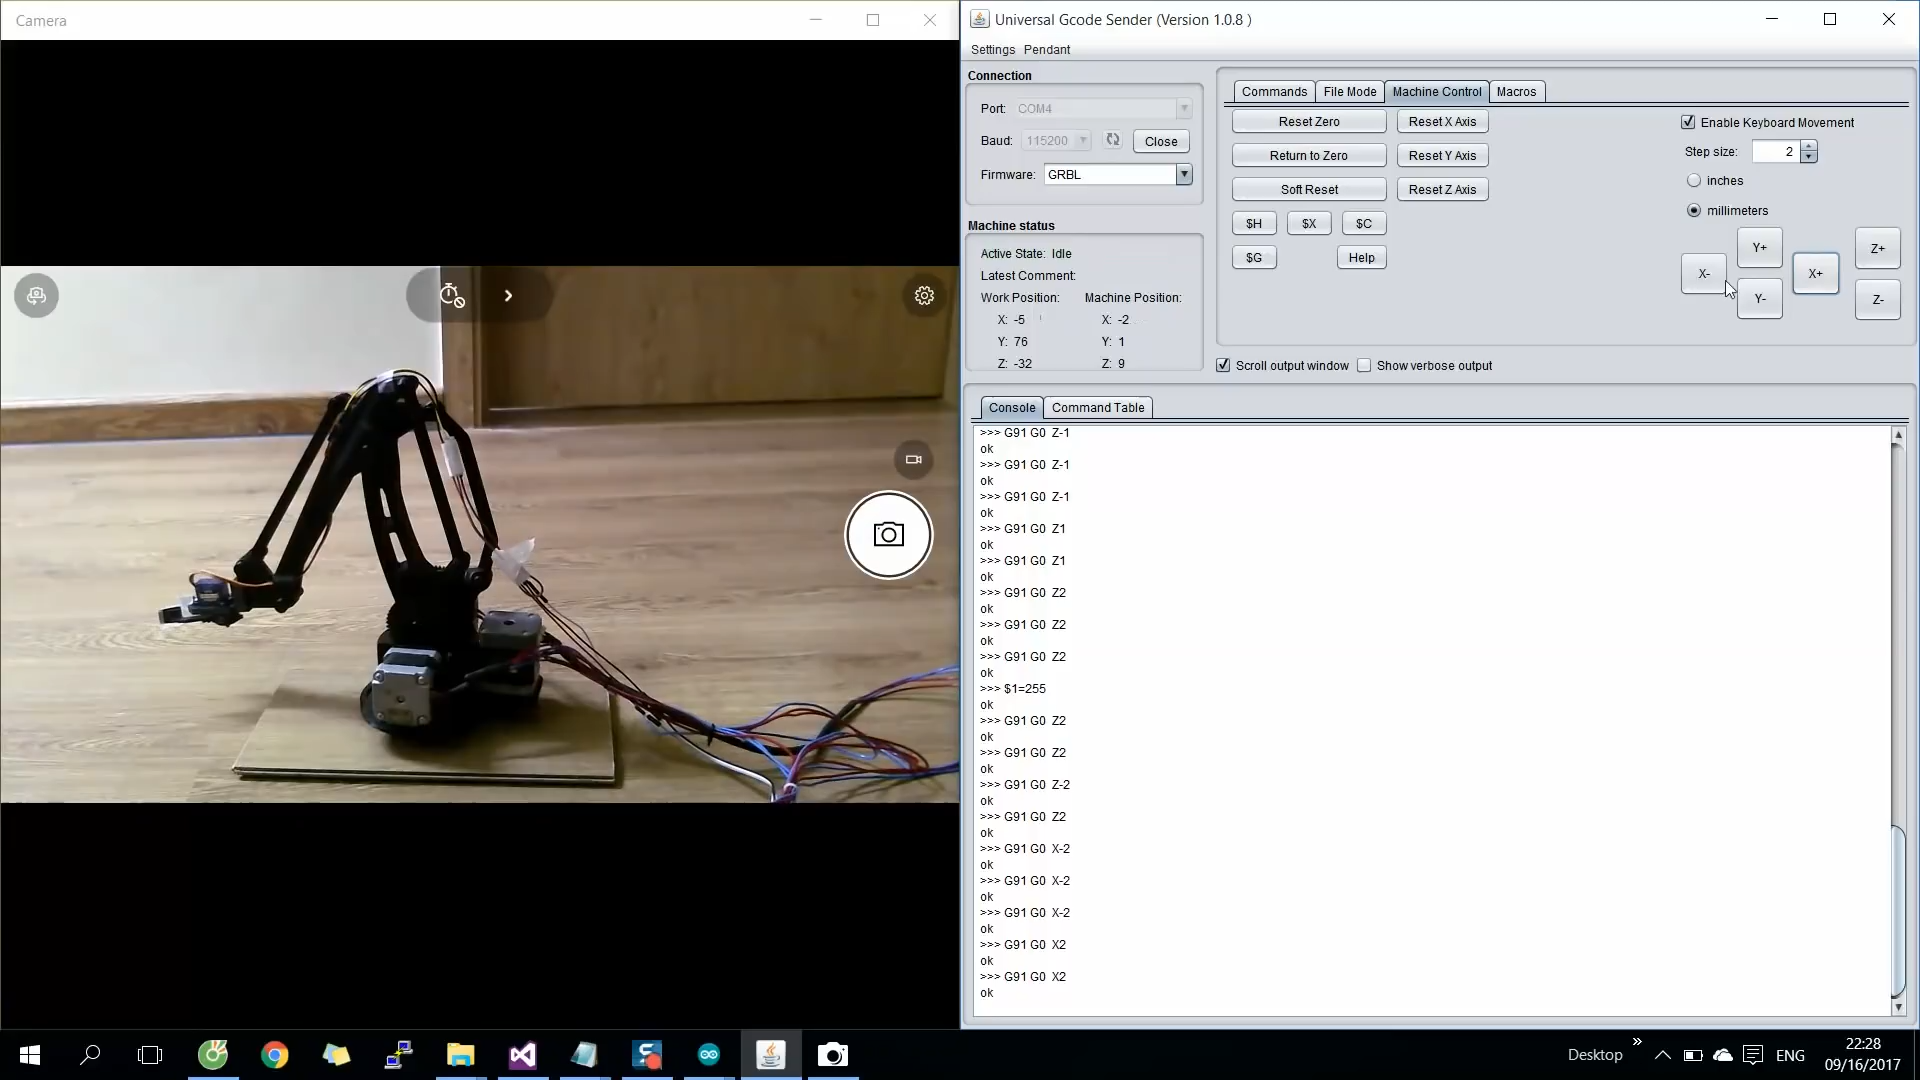 Camera
Universal Gcode Sender (Version 1.0.8 )
Settings Pendant
Connection
Port: COM4
Baud: 115200 Close
Firmware: GRBL
Machine status
Active State: Idle
Latest Comment:
Work Position: Machine Position:
X: -5 X: -2
Y: 76 Y: 1
Z: -32 Z: 9
Commands File Mode Machine Control Macros
Reset Zero Reset X Axis
Return to Zero Reset Y Axis
Soft Reset Reset Z Axis
$H $X $C
$G Help
Enable Keyboard Movement
Step size: 2
inches
millimeters
Y+ Z+
X- X+
Y- Z-
Scroll output window Show verbose output
Console Command Table
>>> G91 G0 Z-1
ok
>>> G91 G0 Z-1
ok
>>> G91 G0 Z-1
ok
>>> G91 G0 Z1
ok
>>> G91 G0 Z1
ok
>>> G91 G0 Z2
ok
>>> G91 G0 Z2
ok
>>> G91 G0 Z2
ok
>>> $1=255
ok
>>> G91 G0 Z2
ok
>>> G91 G0 Z2
ok
>>> G91 G0 Z-2
ok
>>> G91 G0 Z2
ok
>>> G91 G0 X-2
ok
>>> G91 G0 X-2
ok
>>> G91 G0 X-2
ok
>>> G91 G0 X2
ok
>>> G91 G0 X2
ok
Desktop ENG 22:28
09/16/2017